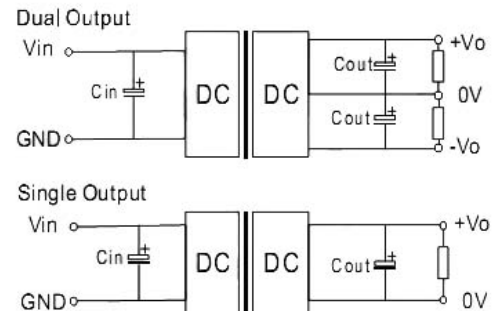 Dual Output
Vin
+Vo
Cin
+
DC
DC
Cout
+
0V
Cout
+
GND
-Vo
Single Output
Vin
+Vo
Cin
+
DC
DC
Cout
+
GND
0V